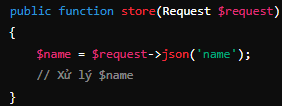 public function store(Request $request)
{
    $name = $request->json('name');
    // Xử lý $name
}